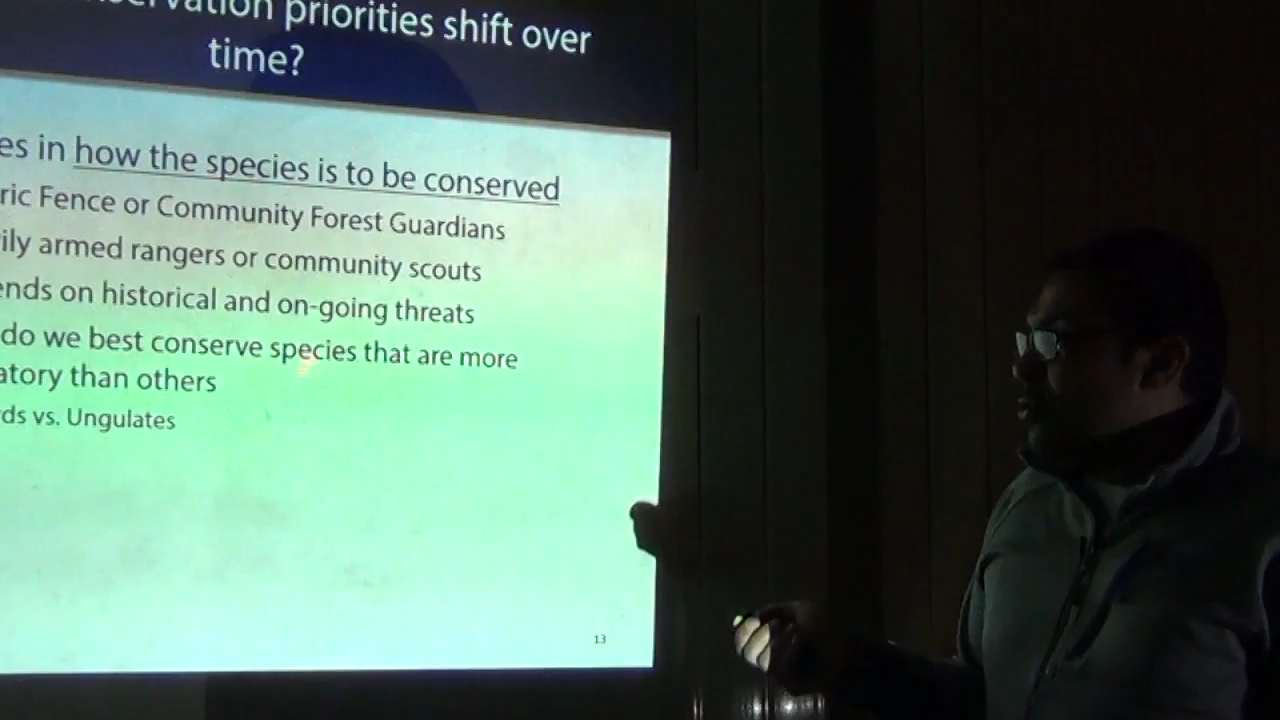 priorities shift over
time?
es in how the species is to be conserved
ric Fence or Community Forest Guardians
ily armed rangers or community scouts
ends on historical and on-going threats
do we best conserve species that are more
atory than others
ds vs. Ungulates
13